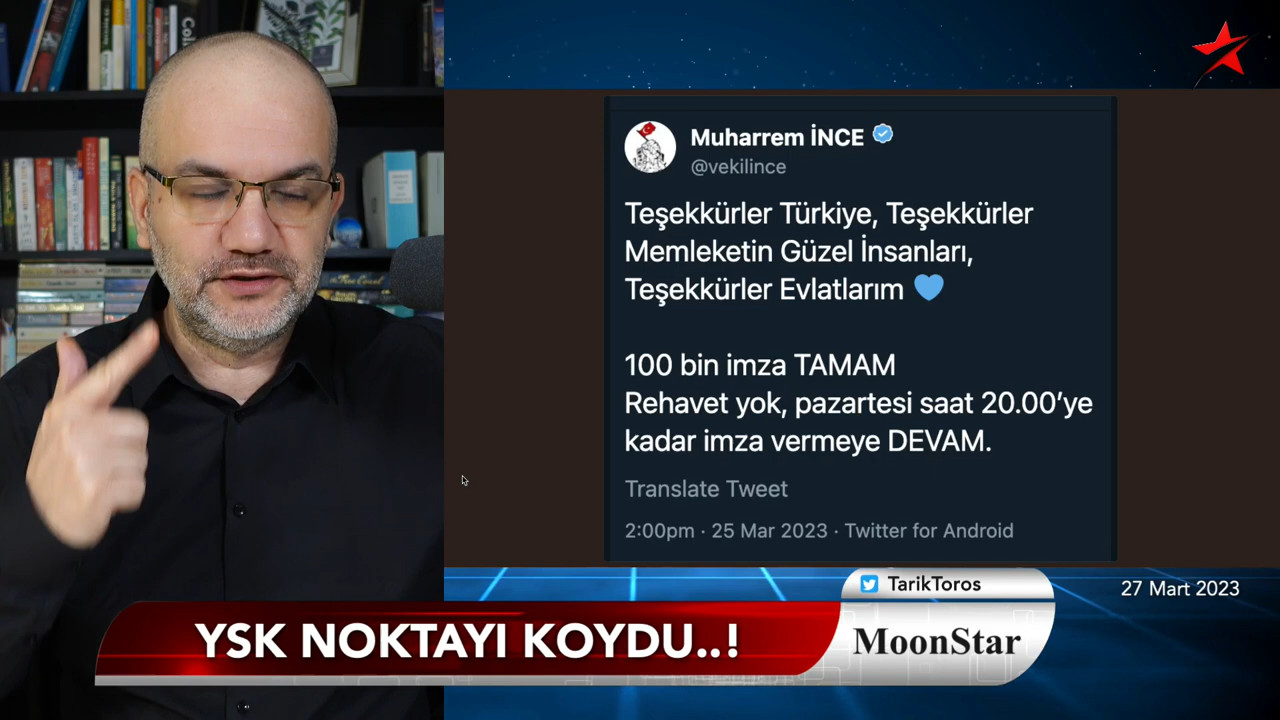 Muharrem İNCE
@vekilince
Teşekkürler Türkiye, Teşekkürler
Memleketin Güzel İnsanları,
Teşekkürler Evlatlarım 💙
100 bin imza TAMAM
Rehavet yok, pazartesi saat 20.00’ye
kadar imza vermeye DEVAM.
Translate Tweet
2:00pm · 25 Mar 2023 · Twitter for Android
TarikToros
27 Mart 2023
YSK NOKTAYI KOYDU..!
MoonStar